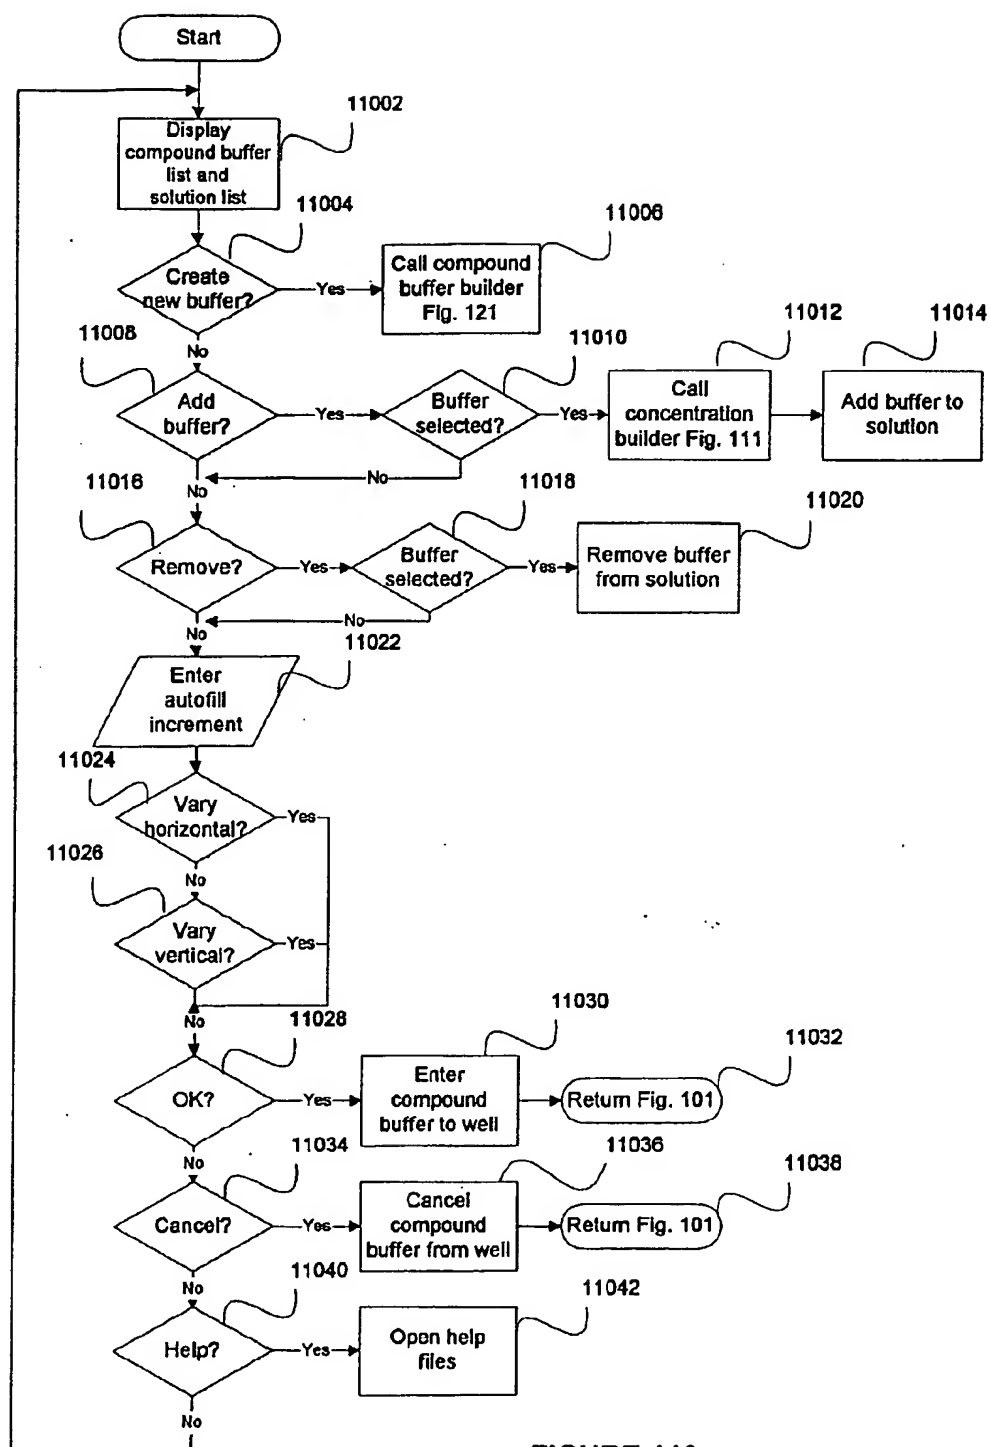 Start
11002
Display
compound buffer
list and
solution list
11004
11006
Create
new buffer?
Yes
Call compound
buffer builder
Fig. 121
11008
No
11010
11012
11014
Add
buffer?
Yes
Buffer
selected?
Yes
Call
concentration
builder Fig. 111
Add buffer to
solution
11016
No
No
11018
11020
Remove?
Yes
Buffer
selected?
Yes
Remove buffer
from solution
No
No
11022
Enter
autofill
increment
11024
Vary
horizontal?
Yes
11026
No
Vary
vertical?
Yes
No
11028
11030
11032
OK?
Yes
Enter
compound
buffer to well
Return Fig. 101
No
11034
11036
11038
Cancel?
Yes
Cancel
compound
buffer from well
Return Fig. 101
No
11040
11042
Help?
Yes
Open help
files
No